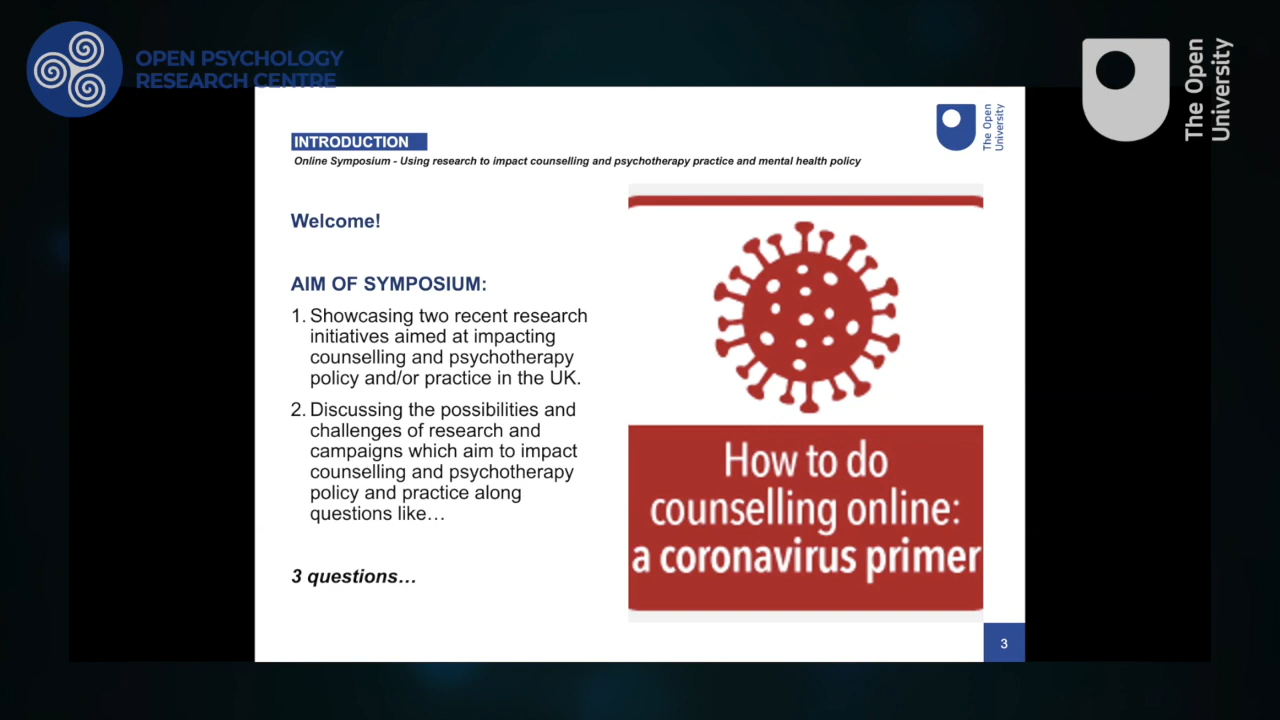 OPEN PSYCHOLOGY
RESEARCH CENTRE
The Open
University
INTRODUCTION
Online Symposium - Using research to impact counselling and psychotherapy practice and mental health policy
The Open
University
Welcome!
AIM OF SYMPOSIUM:
1. Showcasing two recent research
initiatives aimed at impacting
counselling and psychotherapy
policy and/or practice in the UK.
2. Discussing the possibilities and
challenges of research and
campaigns which aim to impact
counselling and psychotherapy
policy and practice along
questions like…
3 questions…
How to do
counselling online:
a coronavirus primer
3